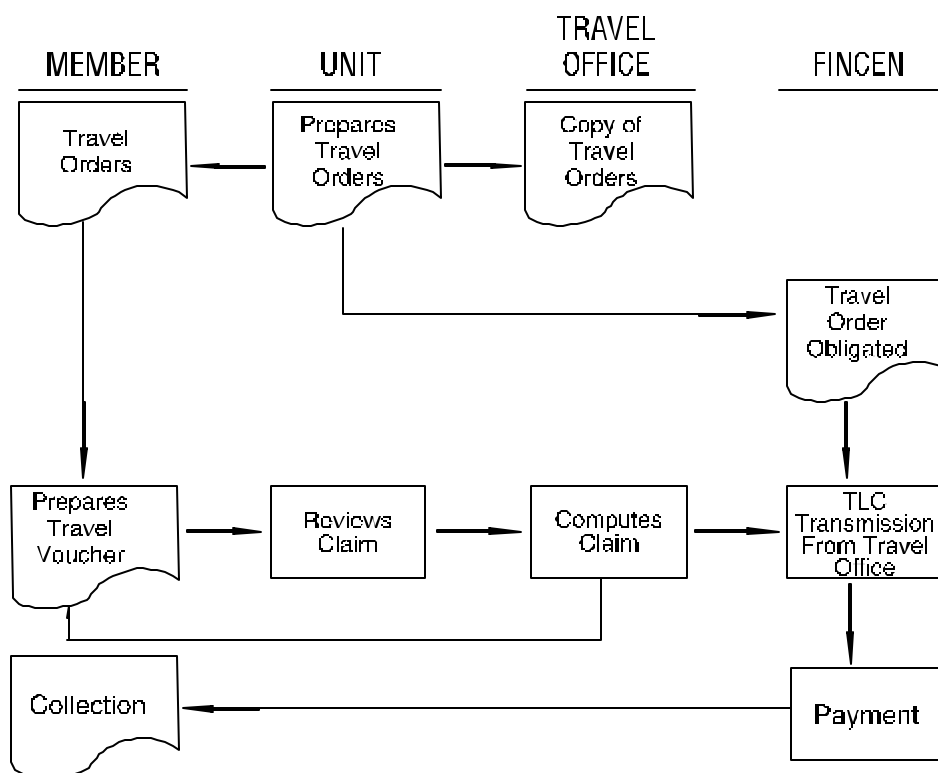 MEMBER
UNIT
TRAVEL
OFFICE
FINCEN
Travel
Orders
Prepares
Travel
Orders
Copy of
Travel
Orders
Travel
Order
Obligated
Prepares
Travel
Voucher
Reviews
Claim
Computes
Claim
TLC
Transmission
From Travel
Office
Collection
Payment